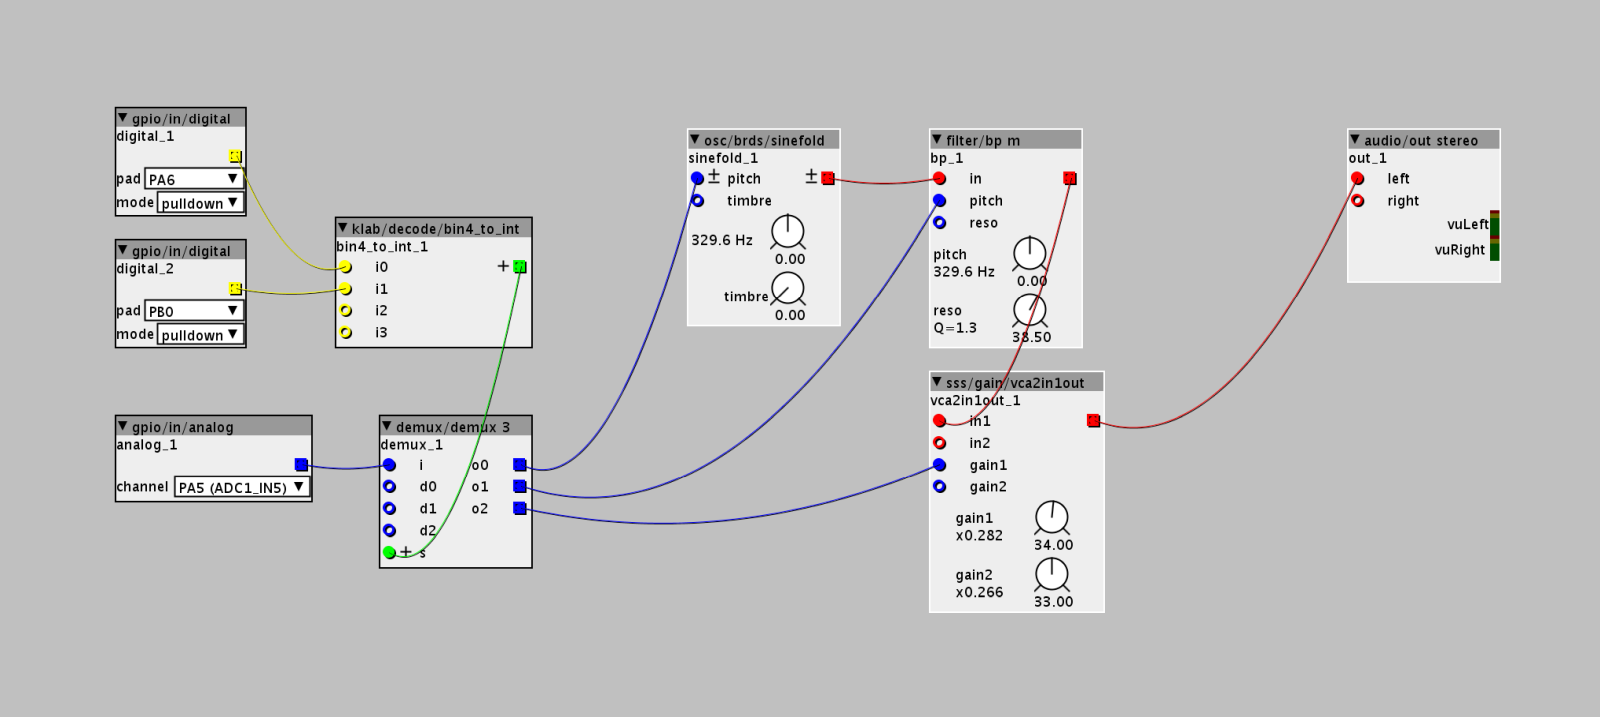 ▼ gpio/in/digital
digital_1
pad PA6 ▼
mode pulldown ▼
▼ gpio/in/digital
digital_2
pad PB0 ▼
mode pulldown ▼
▼ klab/decode/bin4_to_int
bin4_to_int_1
i0 +
i1
i2
i3
▼ gpio/in/analog
analog_1
channel PA5 (ADC1_IN5) ▼
▼ demux/demux 3
demux_1
i o0
d0 o1
d1 o2
d2
+ s
▼ osc/brds/sinefold
sinefold_1
± pitch ±
timbre
329.6 Hz
0.00
timbre
0.00
▼ filter/bp m
bp_1
in
pitch
reso
pitch
329.6 Hz
0.00
reso
Q=1.3
38.50
▼ sss/gain/vca2in1out
vca2in1out_1
in1
in2
gain1
gain2
gain1
x0.282
34.00
gain2
x0.266
33.00
▼ audio/out stereo
out_1
left
right
vuLeft
vuRight